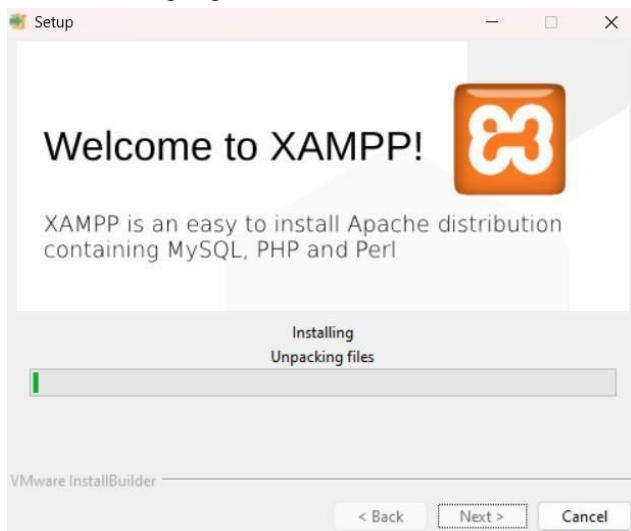 Setup
Welcome to XAMPP!
XAMPP is an easy to install Apache distribution
containing MySQL, PHP and Perl
Installing
Unpacking files
VMware InstallBuilder
< Back
Next >
Cancel